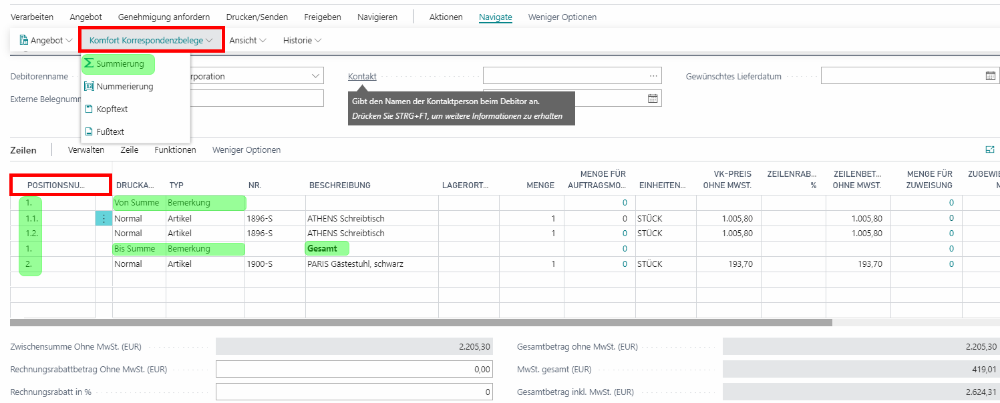 Verarbeiten Angebot Genehmigung anfordern Drucken/Senden Freigeben Navigieren Aktionen Navigate Weniger Optionen
Angebot Komfort Korrespondenzbelege Ansicht Historie
Summierung
Nummerierung
Kopftext
Fußtext
Debitorenname rporation Kontakt ... Gewünschtes Lieferdatum
Externe Belegnumm
Gibt den Namen der Kontaktperson beim Debitor an.
Drücken Sie STRG+F1, um weitere Informationen zu erhalten
Zeilen Verwalten Zeile Funktionen Weniger Optionen
POSITIONSNU... DRUCKA... TYP NR. BESCHREIBUNG LAGERORT... MENGE MENGE FÜR AUFTRAGSMO... EINHEITEN... VK-PREIS OHNE MWST. ZEILENRAB... % ZEILENBET... OHNE MWST. MENGE FÜR ZUWEISUNG ZUGEWIE M
1. Von Summe Bemerkung 0 0
1.1. Normal Artikel 1896-S ATHENS Schreibtisch 1 0 STÜCK 1.005,80 1.005,80 0
1.2. Normal Artikel 1896-S ATHENS Schreibtisch 1 0 STÜCK 1.005,80 1.005,80 0
1. Bis Summe Bemerkung Gesamt 0 0
2. Normal Artikel 1900-S PARIS Gästestuhl, schwarz 1 0 STÜCK 193,70 193,70 0
Zwischensumme Ohne MwSt. (EUR) 2.205,30 Gesamtbetrag ohne MwSt. (EUR) 2.205,30
Rechnungsrabattbetrag Ohne MwSt. (EUR) 0,00 MwSt. gesamt (EUR) 419,01
Rechnungsrabatt in % 0 Gesamtbetrag inkl. MwSt. (EUR) 2.624,31